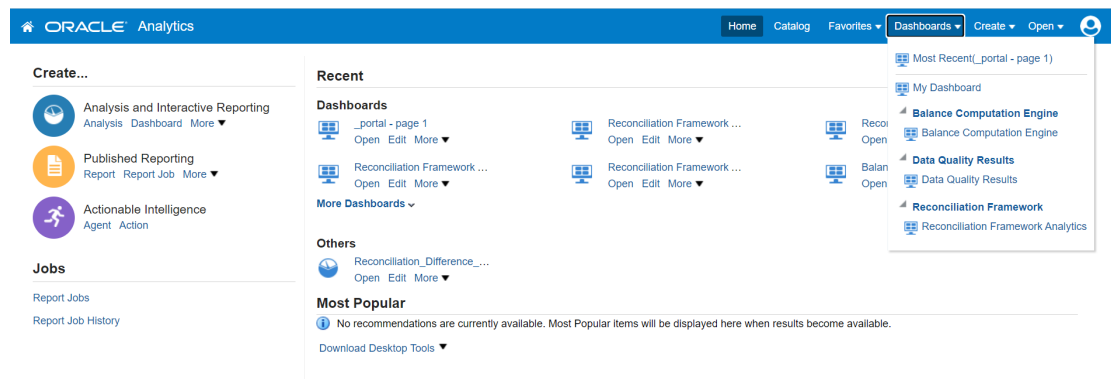 ORACLE Analytics
Home Catalog Favorites Dashboards Create Open
Most Recent(_portal - page 1)
My Dashboard
Balance Computation Engine
Balance Computation Engine
Data Quality Results
Data Quality Results
Reconciliation Framework
Reconciliation Framework Analytics
Create...
Analysis and Interactive Reporting
Analysis Dashboard More
Published Reporting
Report Report Job More
Actionable Intelligence
Agent Action
Jobs
Report Jobs
Report Job History
Recent
Dashboards
_portal - page 1 Reconciliation Framework ... Reco
Open Edit More Open Edit More Open
Reconciliation Framework ... Reconciliation Framework ... Balan
Open Edit More Open Edit More Open
More Dashboards
Others
Reconciliation_Difference_...
Open Edit More
Most Popular
No recommendations are currently available. Most Popular items will be displayed here when results become available.
Download Desktop Tools